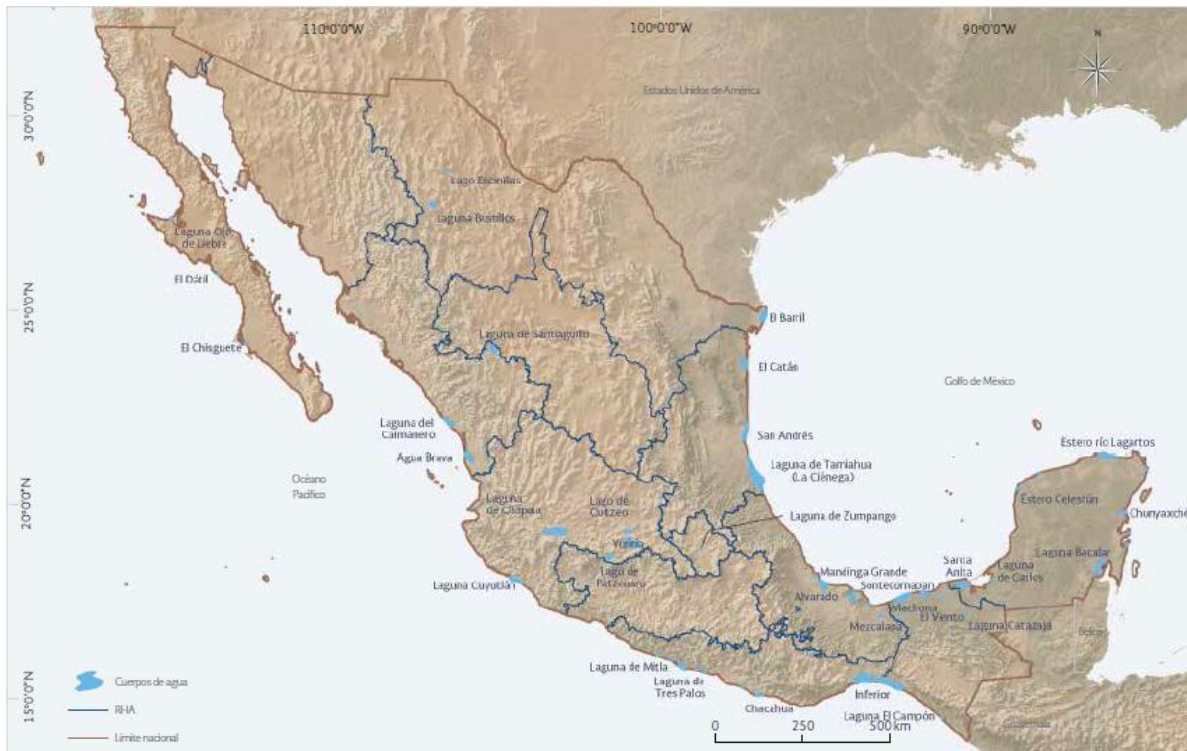 110°0'0"W
100°0'0"W
90°0'0"W
N
30°0'0"N
25°0'0"N
20°0'0"N
15°0'0"N
Estados Unidos de América
Lago Encinillas
Laguna Bustillos
Laguna Ojo
de Liebre
El Dátil
El Chisguete
Laguna de Santiaguillo
El Barril
El Catán
Golfo de México
San Andrés
Laguna del
Caimanero
Agua Brava
Océano
Pacífico
Laguna de Tamiahua
(La Ciénega)
Estero río Lagartos
Laguna
de Chapala
Lago de
Cuitzeo
Laguna de Zumpango
Estero Celestún
Chunyaxché
Yuriria
Lago de
Pátzcuaro
Laguna Cuyutlán
Mandinga Grande
Sontecomapan
Santa
Anita
Laguna
de Carlos
Laguna Bacalar
Alvarado
Machona
El Viento
Mezcalapa
Laguna Catazajá
Belice
Laguna de Mitla
Laguna de
Tres Palos
Chacahua
Inferior
Laguna El Campón
Guatemala
Cuerpos de agua
RHA
Límite nacional
0 250 500 km